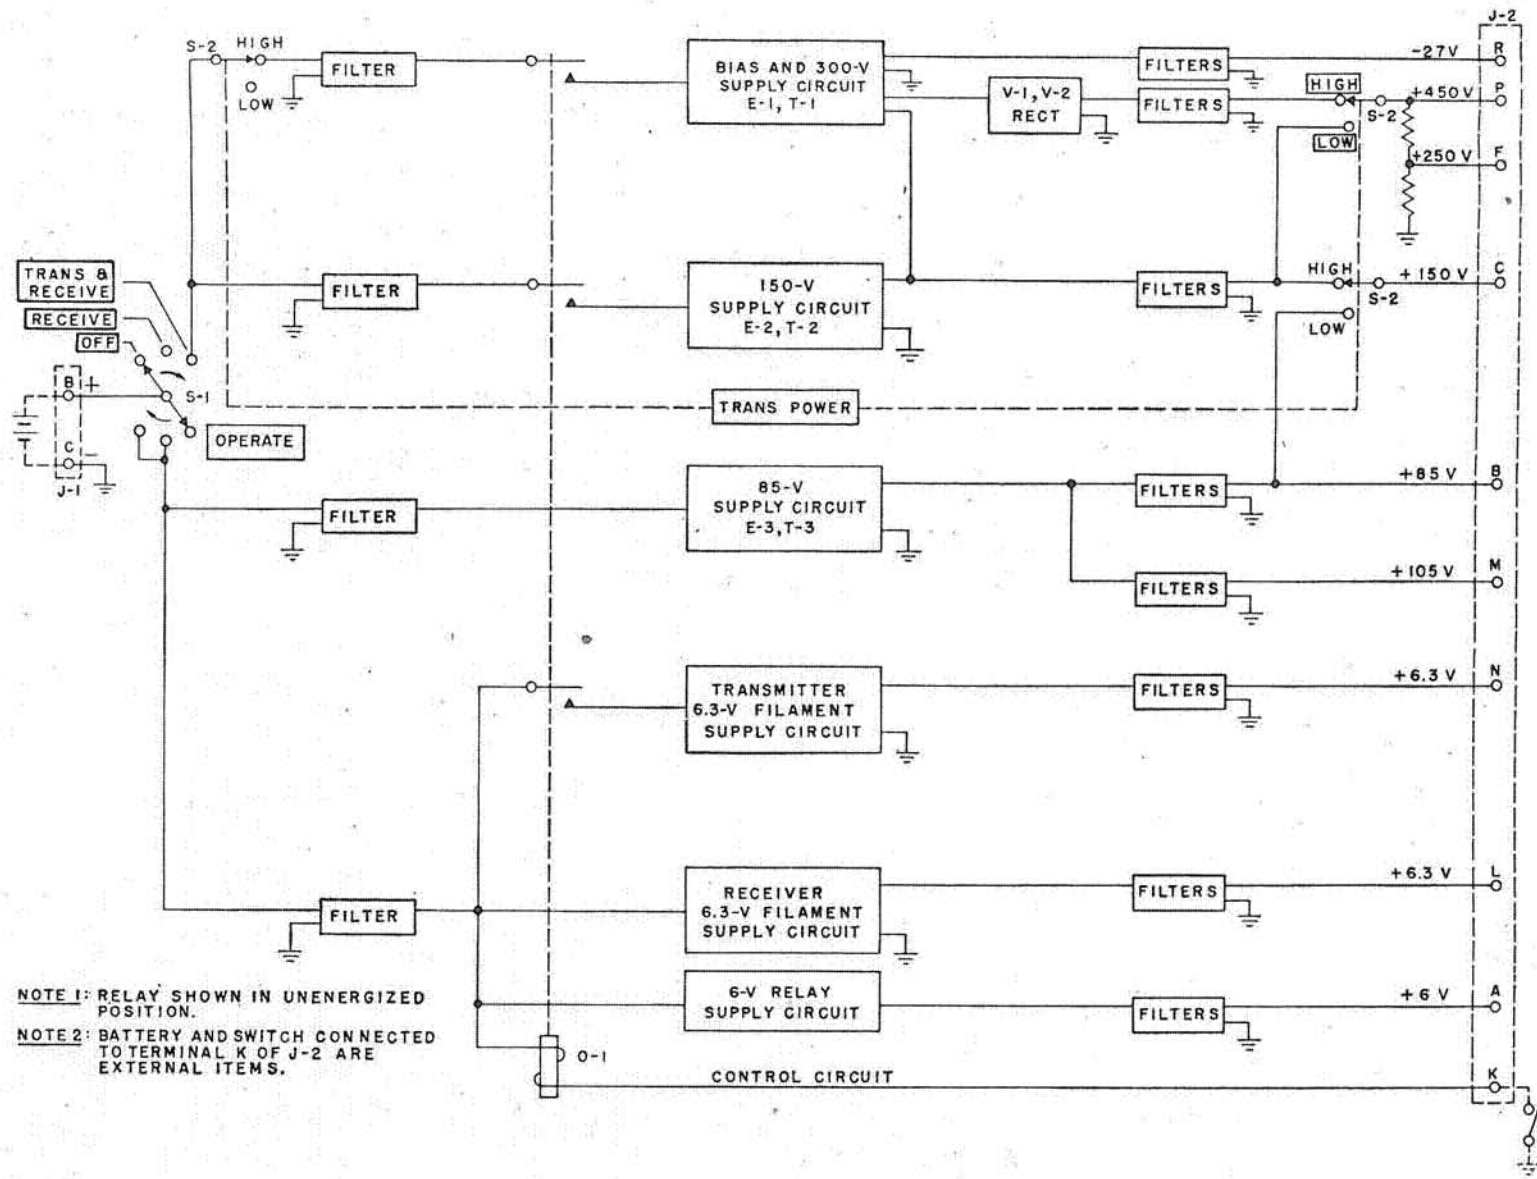 J-2
S-2 HIGH
LOW
FILTER
BIAS AND 300-V
SUPPLY CIRCUIT
E-1, T-1
V-1, V-2
RECT
FILTERS
-27V R
FILTERS
HIGH
S-2
+450V P
LOW
+250 V F
TRANS &
RECEIVE
RECEIVE
OFF
FILTER
150-V
SUPPLY CIRCUIT
E-2, T-2
FILTERS
HIGH
S-2
+150 V G
LOW
B +
S-1
C -
J-1
OPERATE
TRANS POWER
FILTER
85-V
SUPPLY CIRCUIT
E-3, T-3
FILTERS
+85 V B
FILTERS
+105 V M
TRANSMITTER
6.3-V FILAMENT
SUPPLY CIRCUIT
FILTERS
+6.3 V N
FILTER
RECEIVER
6.3-V FILAMENT
SUPPLY CIRCUIT
FILTERS
+6.3 V L
6-V RELAY
SUPPLY CIRCUIT
FILTERS
+6 V A
O-1
CONTROL CIRCUIT
K
NOTE 1: RELAY SHOWN IN UNENERGIZED
POSITION.
NOTE 2: BATTERY AND SWITCH CONNECTED
TO TERMINAL K OF J-2 ARE
EXTERNAL ITEMS.